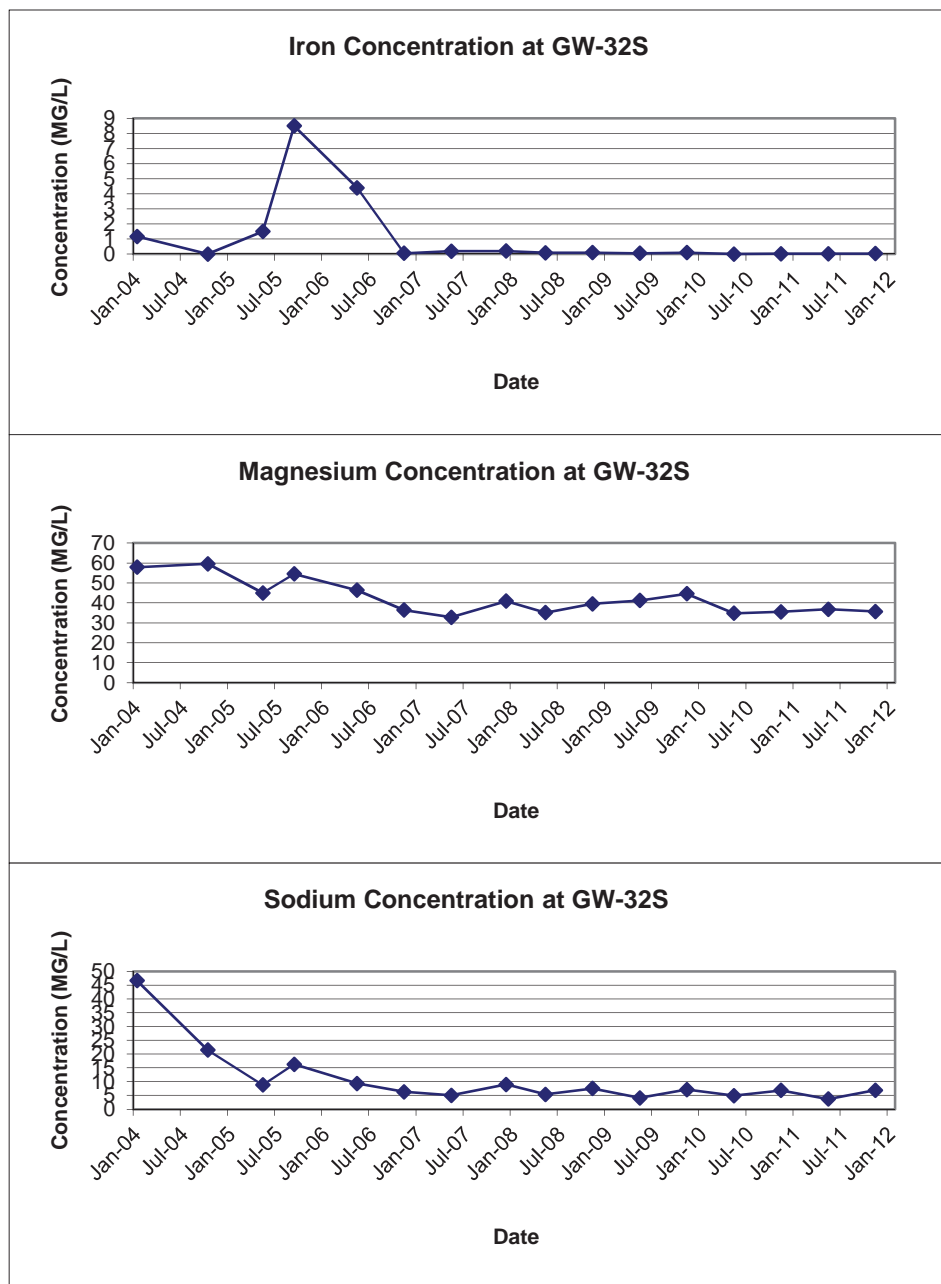 Iron Concentration at GW-32S
Concentration (MG/L)
9
8
7
6
5
4
3
2
1
0
Jan-04 Jul-04 Jan-05 Jul-05 Jan-06 Jul-06 Jan-07 Jul-07 Jan-08 Jul-08 Jan-09 Jul-09 Jan-10 Jul-10 Jan-11 Jul-11 Jan-12
Date
Magnesium Concentration at GW-32S
Concentration (MG/L)
70
60
50
40
30
20
10
0
Jan-04 Jul-04 Jan-05 Jul-05 Jan-06 Jul-06 Jan-07 Jul-07 Jan-08 Jul-08 Jan-09 Jul-09 Jan-10 Jul-10 Jan-11 Jul-11 Jan-12
Date
Sodium Concentration at GW-32S
Concentration (MG/L)
50
45
40
35
30
25
20
15
10
5
0
Jan-04 Jul-04 Jan-05 Jul-05 Jan-06 Jul-06 Jan-07 Jul-07 Jan-08 Jul-08 Jan-09 Jul-09 Jan-10 Jul-10 Jan-11 Jul-11 Jan-12
Date